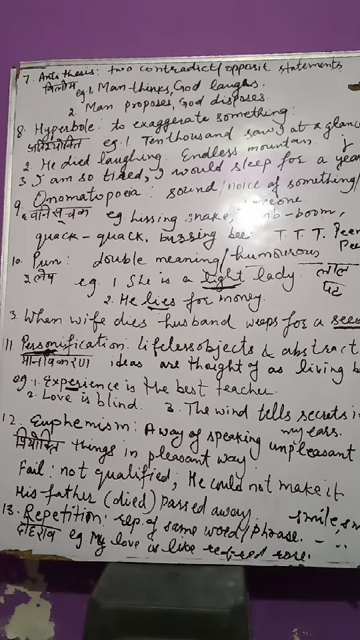 7. Antithesis: two contradict/opposit statements
eg. 1. Man-things, God laughs.
2. Man proposes, God disposes
8. Hyperbole: to exaggerate something.
अतिशयोक्ति eg. 1 Ten thousand saw I at a glance
2. He died laughing. Endless mountain.
3. I am so tired, I would sleep for a year
9. Onomatopoea: sound/noise of something/
someone
eg hissing snake, boom,
quack-quack, buzzing bee. T. T. T.
10. Pun: double meaning/humorous
श्लेष eg. 1 She is a light lady. लाल
2. He lies for money.
3 When wife dies husband weeps for a
11 Personification: lifeless objects & abstract
मानवीकरण ideas are thought of as living
eg 1. Experience is the best teacher.
2. Love is blind. 3. The wind tells secrets
my ears.
12. Euphemism: A way of speaking unpleasant
things in pleasant way.
Fail: not qualified; He could not make it
His father (died) passed away.
13. Repetition: rep. of same word/phrase. smile,
eg My love is like red red rose.